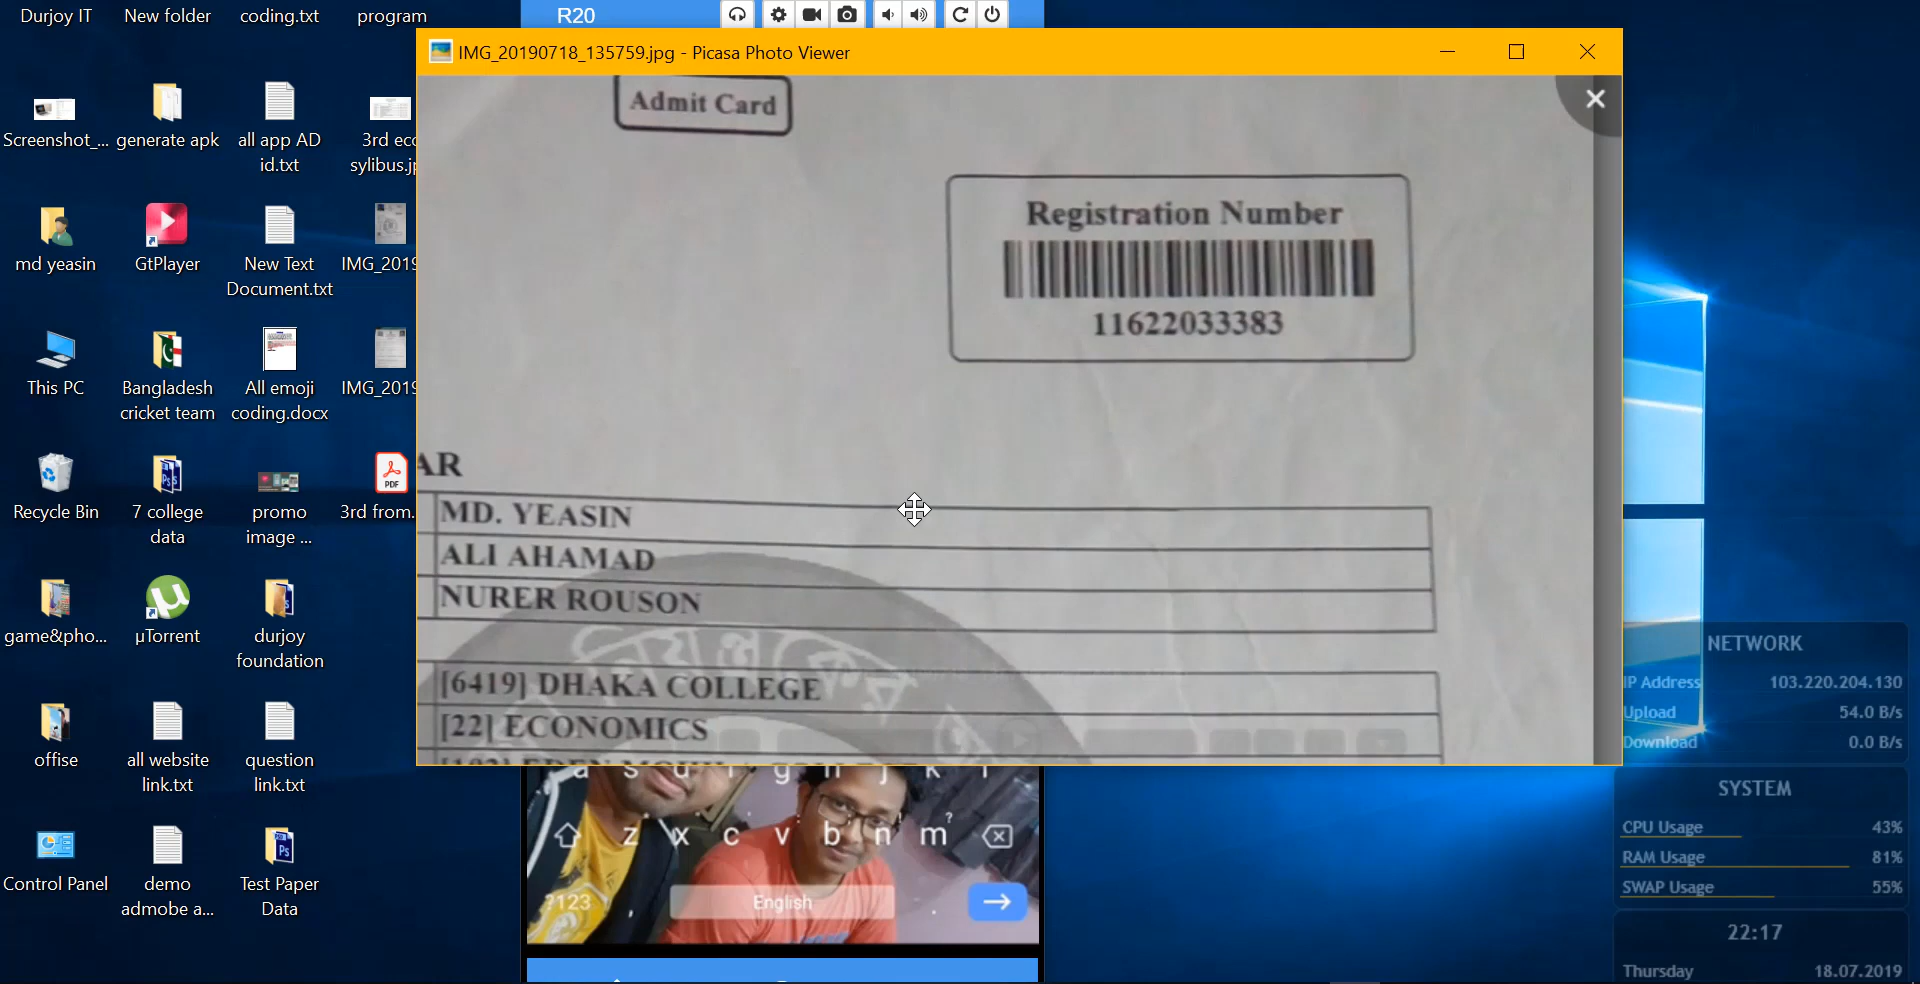 Durjoy IT
New folder
coding.txt
program
Screenshot_...
generate apk
all app AD
id.txt
3rd eco
sylibus.jp
md yeasin
GtPlayer
New Text
Document.txt
IMG_2019
This PC
Bangladesh
cricket team
All emoji
coding.docx
IMG_2019
Recycle Bin
7 college
data
promo
image ...
PDF
3rd from.
game&pho...
µTorrent
durjoy
foundation
offise
all website
link.txt
question
link.txt
Control Panel
demo
admobe a...
Test Paper
Data
R20
IMG_20190718_135759.jpg - Picasa Photo Viewer
Admit Card
Registration Number
11622033383
AR
MD. YEASIN
ALI AHAMAD
NURER ROUSON
[6419] DHAKA COLLEGE
[22] ECONOMICS
a s d f g h j k l
z x c v b n m ?
?123 , English .
NETWORK
IP Address 103.220.204.130
Upload 54.0 B/s
Download 0.0 B/s
SYSTEM
CPU Usage 43%
RAM Usage 81%
SWAP Usage 55%
22:17
Thursday 18.07.2019